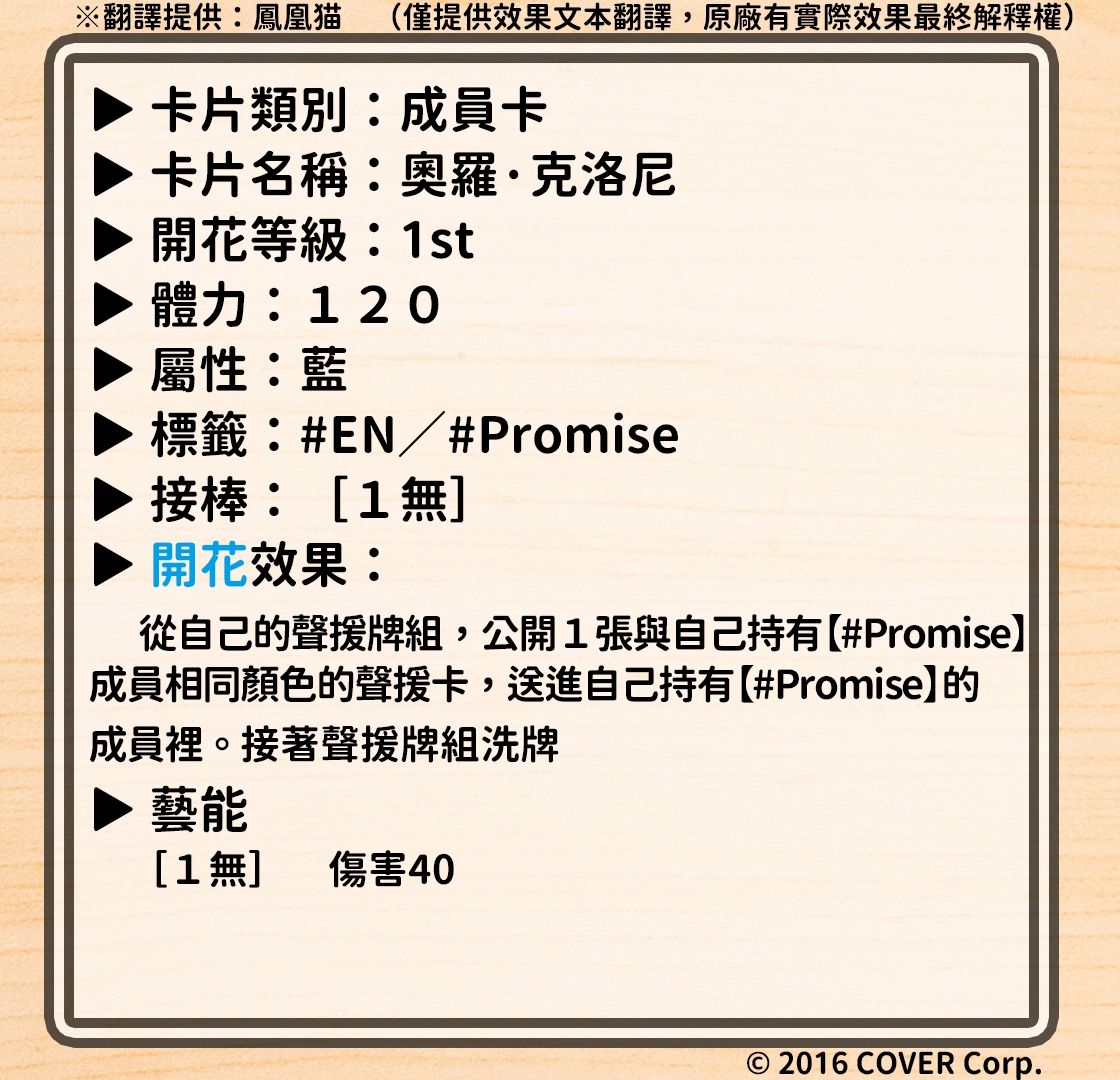 ※翻譯提供：鳳凰猫　（僅提供效果文本翻譯，原廠有實際效果最終解釋權）
▶ 卡片類別：成員卡
▶ 卡片名稱：奧羅·克洛尼
▶ 開花等級：1st
▶ 體力：１２０
▶ 屬性：藍
▶ 標籤：#EN／#Promise
▶ 接棒：［１無］
▶ 開花效果：
從自己的聲援牌組，公開１張與自己持有【#Promise】
成員相同顏色的聲援卡，送進自己持有【#Promise】的
成員裡。接著聲援牌組洗牌
▶ 藝能
［１無］　傷害40
© 2016 COVER Corp.